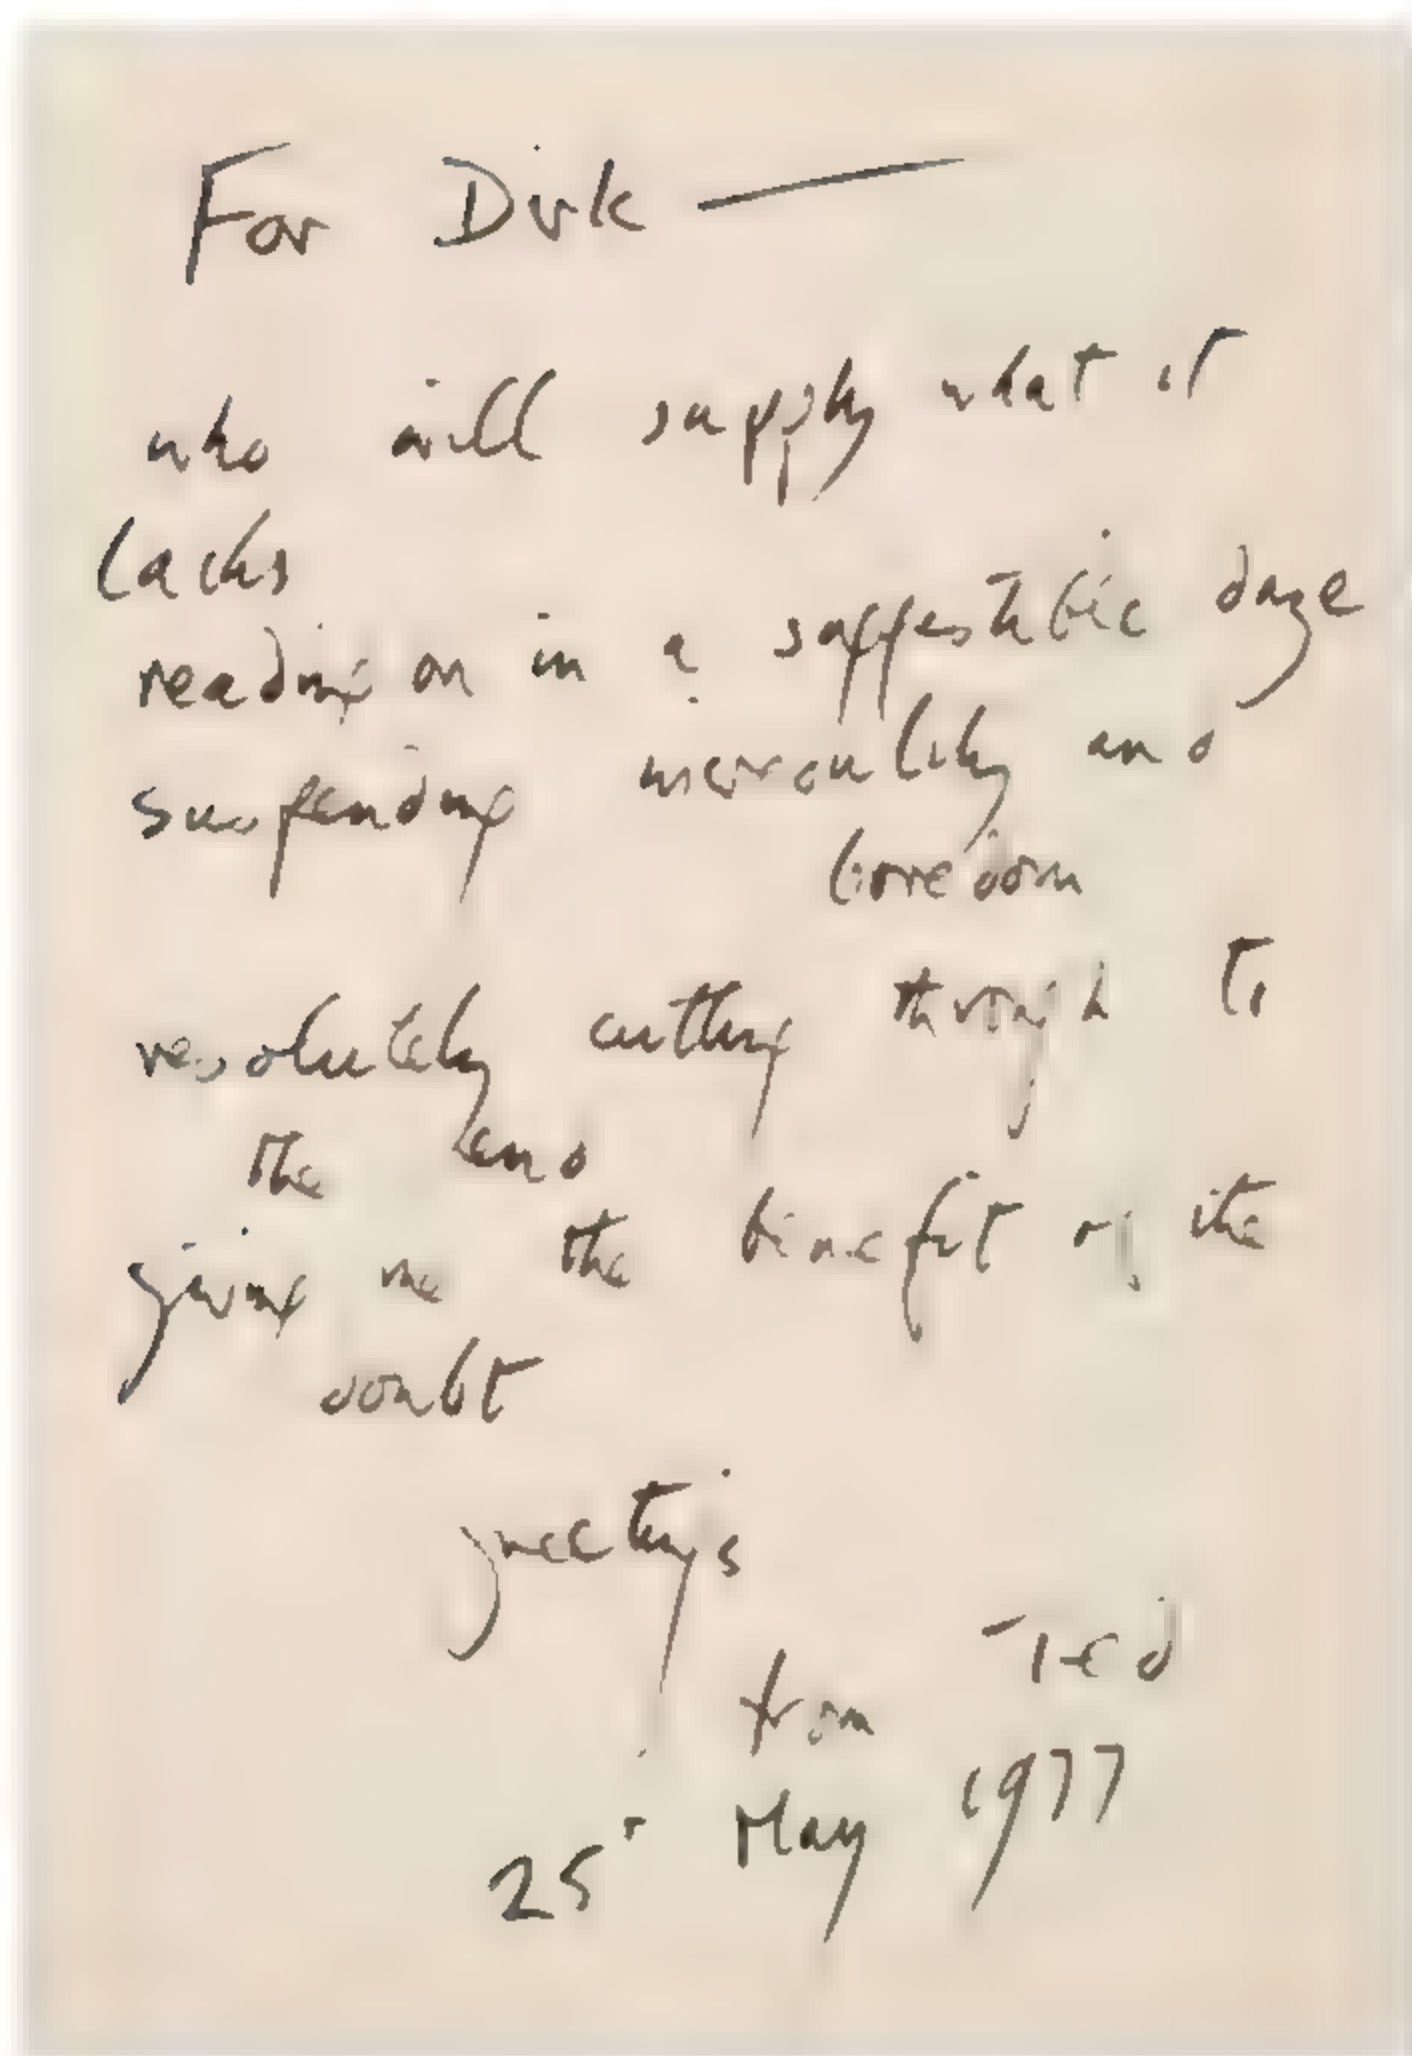 For Dirk —
who will supply what it
lacks
reading on in a suggestible daze
suspending incredulity and
boredom
resolutely cutting through to
the end
giving me the benefit of the
doubt
greetings
from Ted
25th May 1977